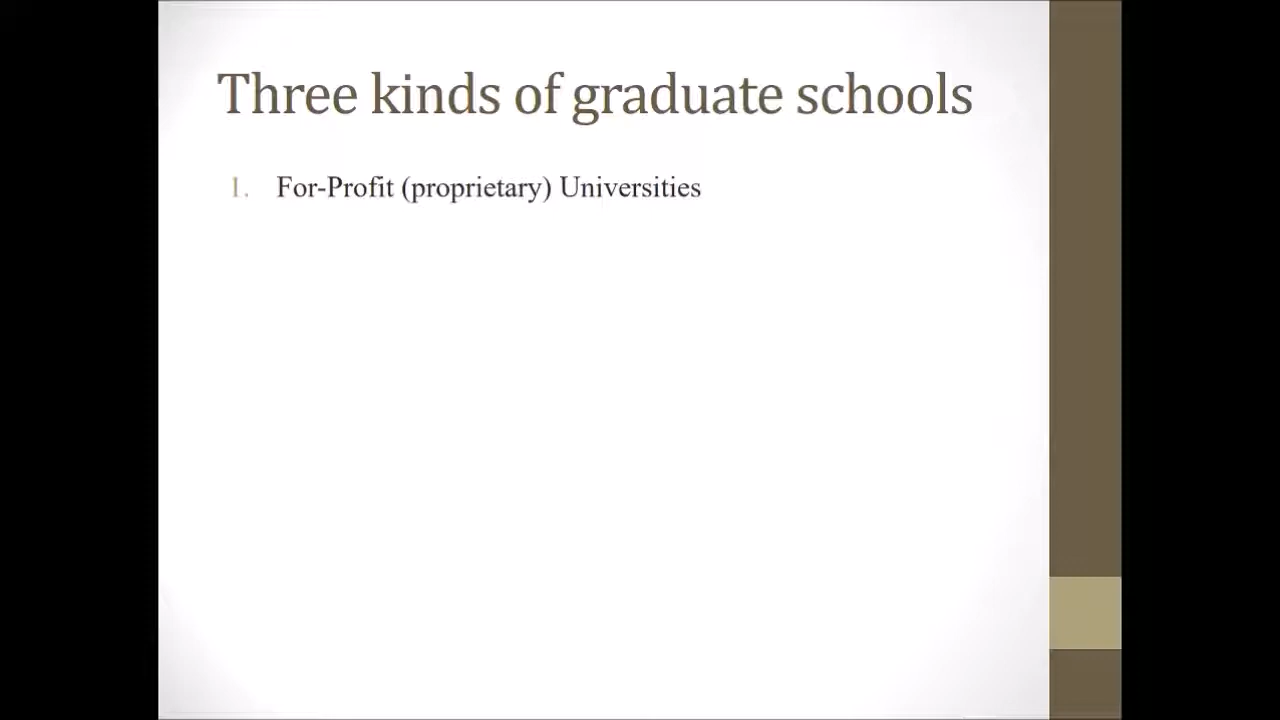 Three kinds of graduate schools
1. For-Profit (proprietary) Universities